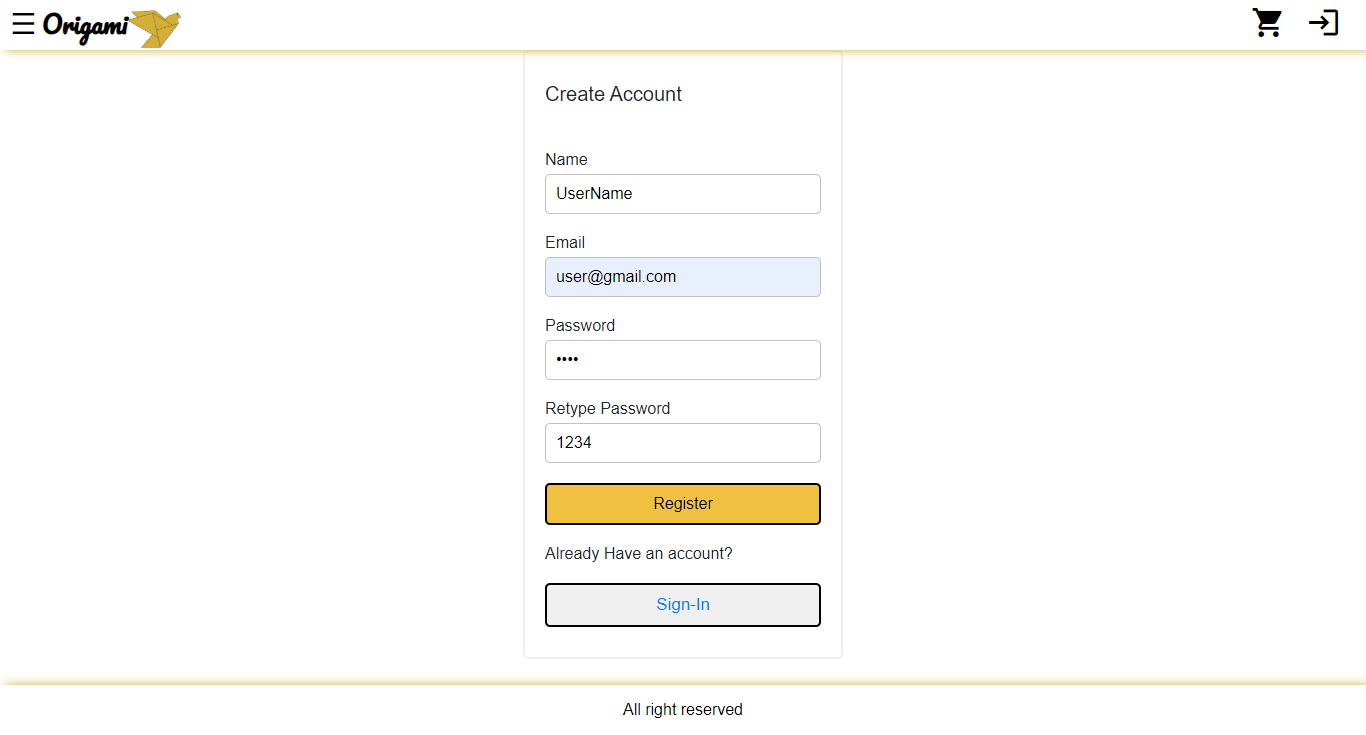 Origami
Create Account
Name
UserName
Email
user@gmail.com
Password
••••
Retype Password
1234
Register
Already Have an account?
Sign-In
All right reserved